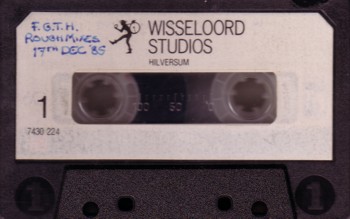 F.G.T.H.
ROUGH MIXES
17TH DEC '85
WISSELOORD
STUDIOS
HILVERSUM
1
100 50 0
7430 224
1 1